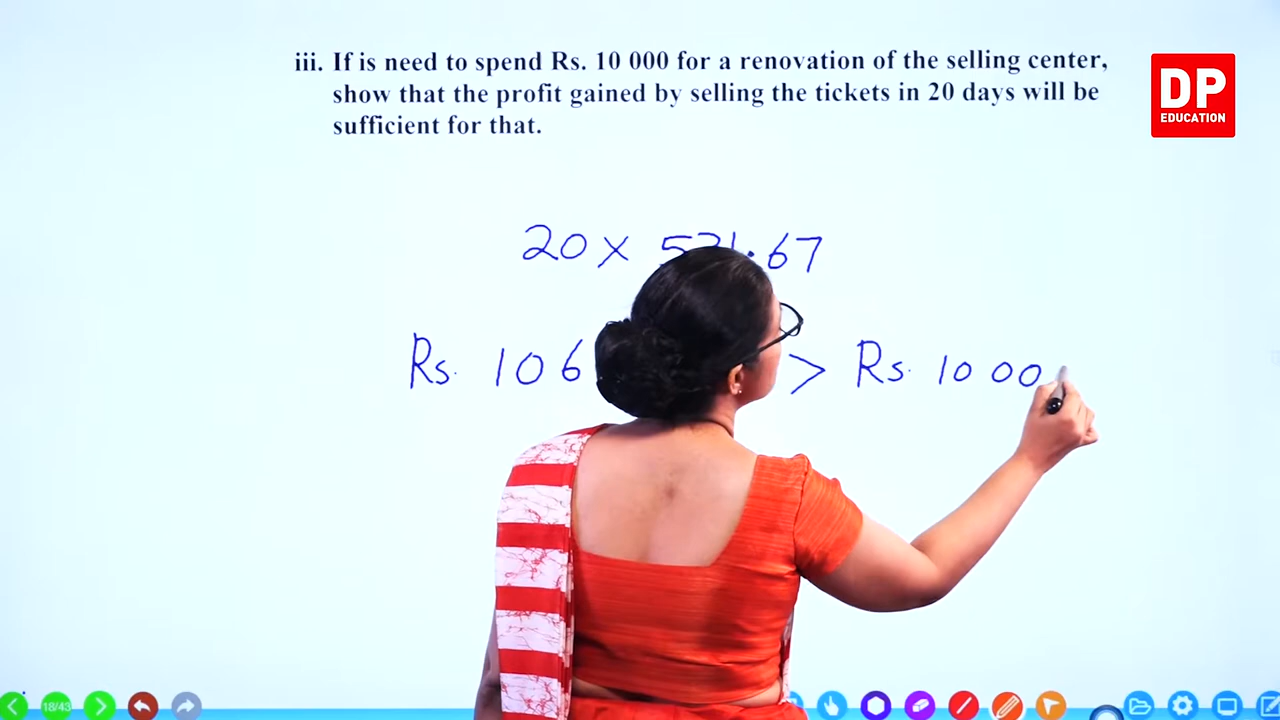 iii. If is need to spend Rs. 10 000 for a renovation of the selling center,
show that the profit gained by selling the tickets in 20 days will be
sufficient for that.
DP
EDUCATION
20 × .67
Rs. 106 > Rs. 10 00
18/43